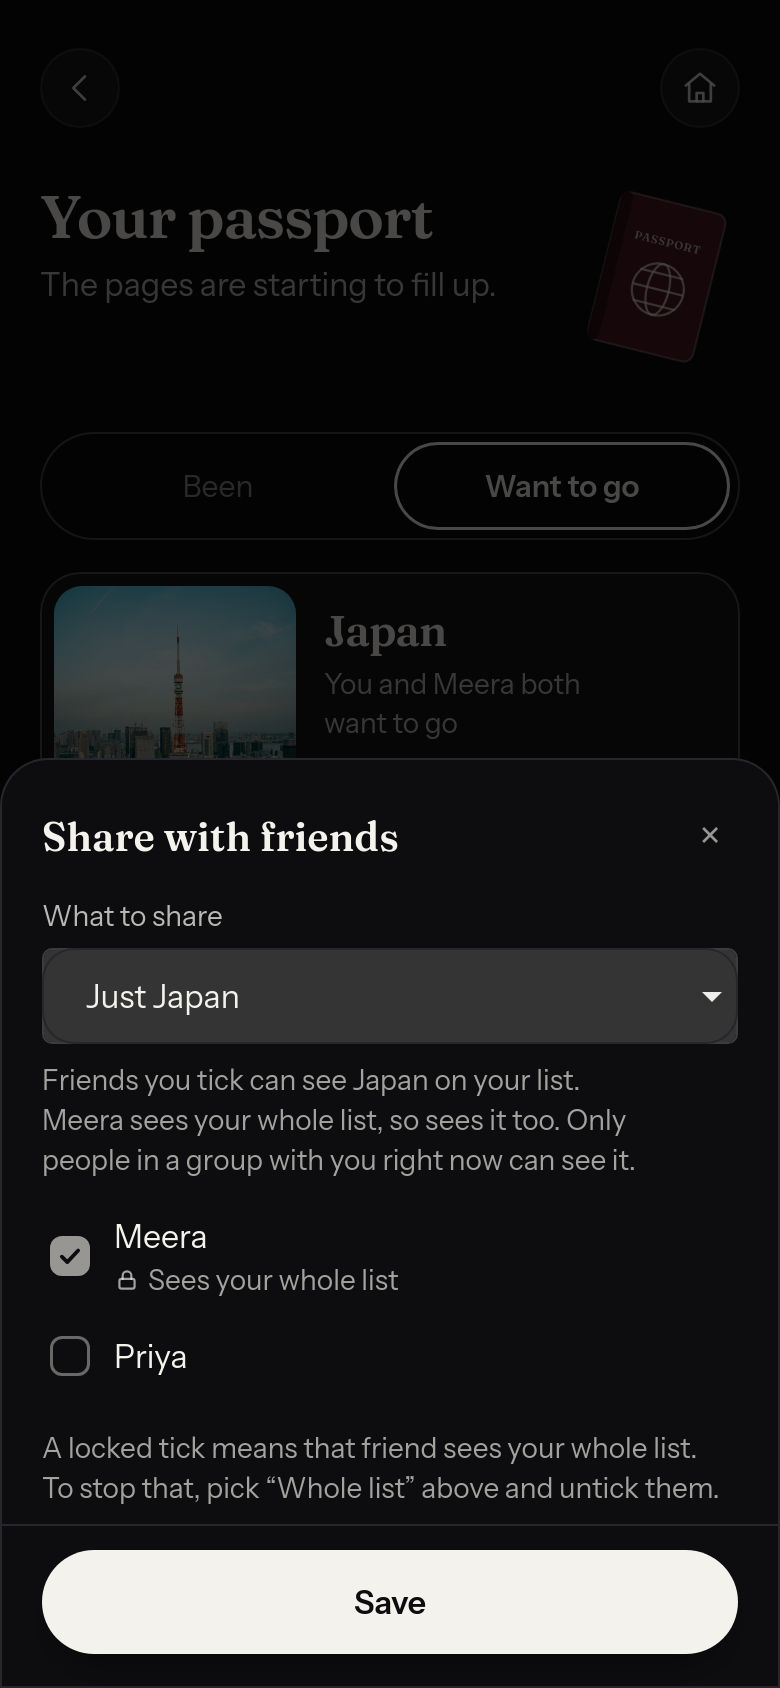 Your passport
The pages are starting to fill up.
PASSPORT
Been
Want to go
Japan
You and Meera both
want to go
Share with friends
What to share
Just Japan
Friends you tick can see Japan on your list.
Meera sees your whole list, so sees it too. Only
people in a group with you right now can see it.
Meera
Sees your whole list
Priya
A locked tick means that friend sees your whole list.
To stop that, pick “Whole list” above and untick them.
Save